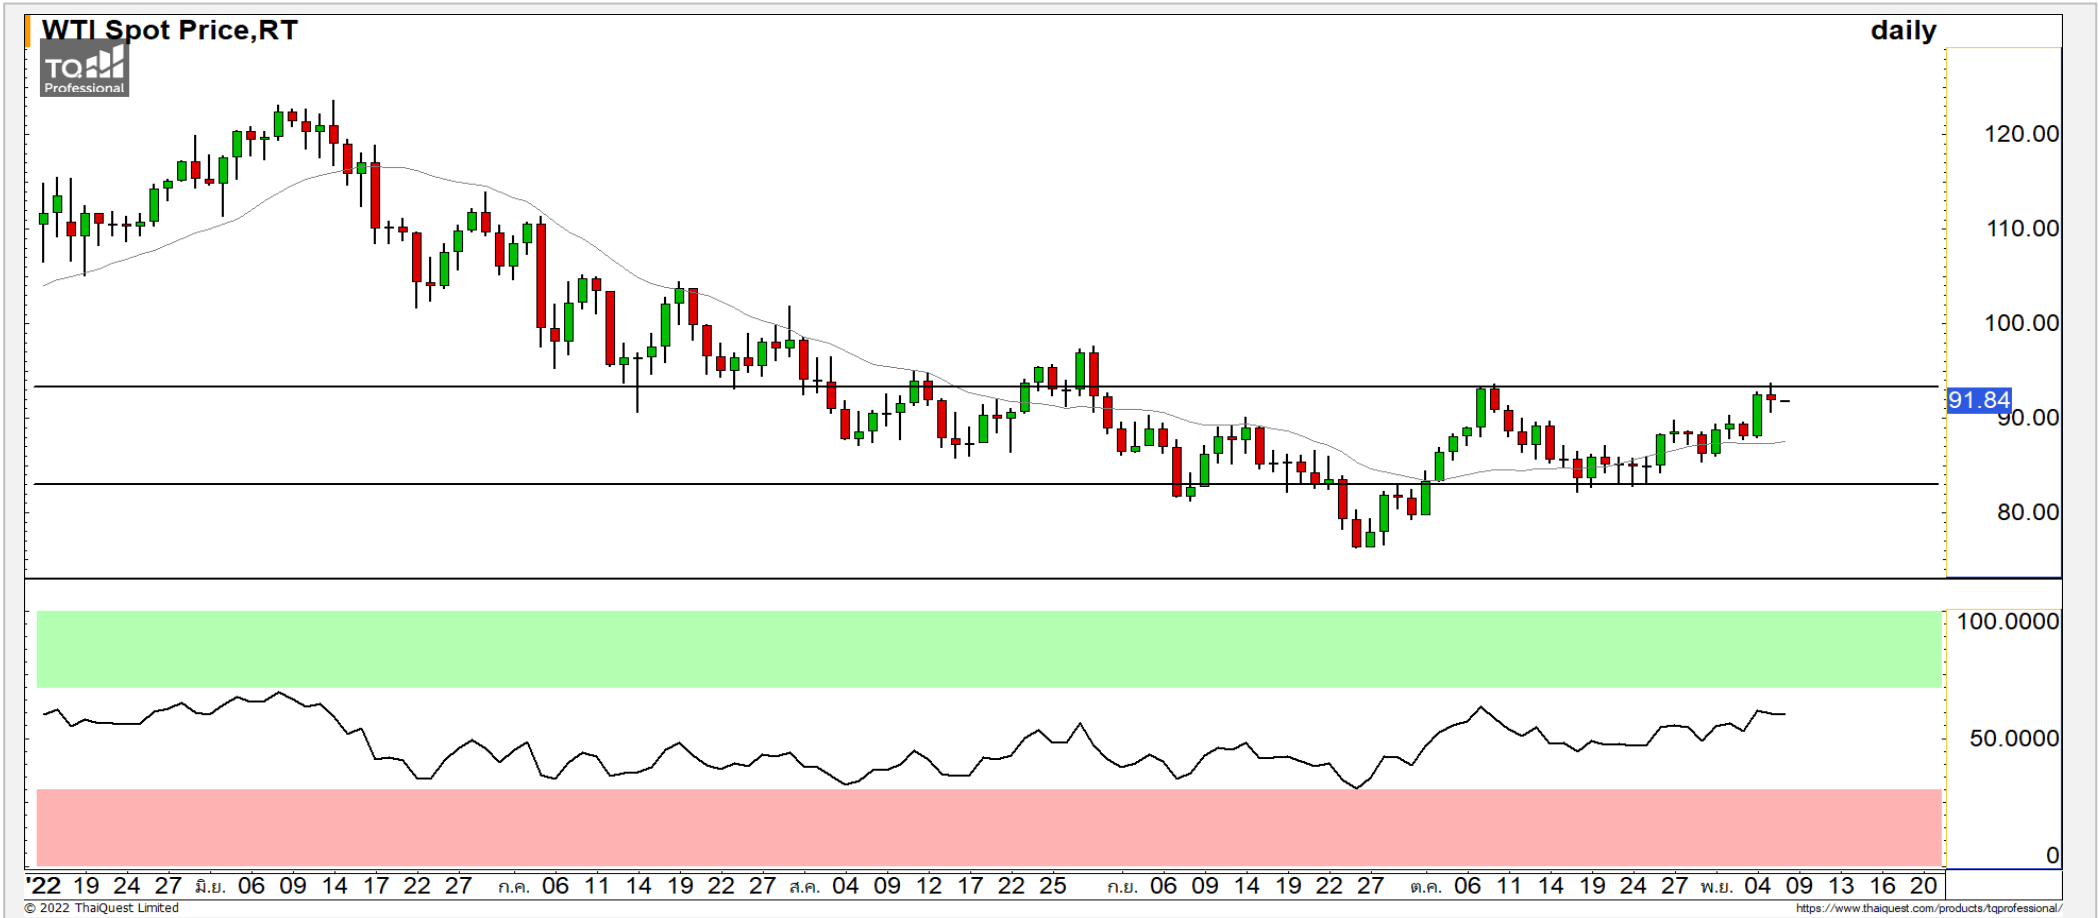 WTI Spot Price,RT
daily
TQ
Professional
120.00
110.00
100.00
91.84
90.00
80.00
100.0000
50.0000
0
'22 19 24 27 มิ.ย. 06 09 14 17 22 27 ก.ค. 06 11 14 19 22 27 ส.ค. 04 09 12 17 22 25 ก.ย. 06 09 14 19 22 27 ต.ค. 06 11 14 19 24 27 พ.ย. 04 09 13 16 20
© 2022 ThaiQuest Limited
https://www.thaiquest.com/products/tqprofessional/